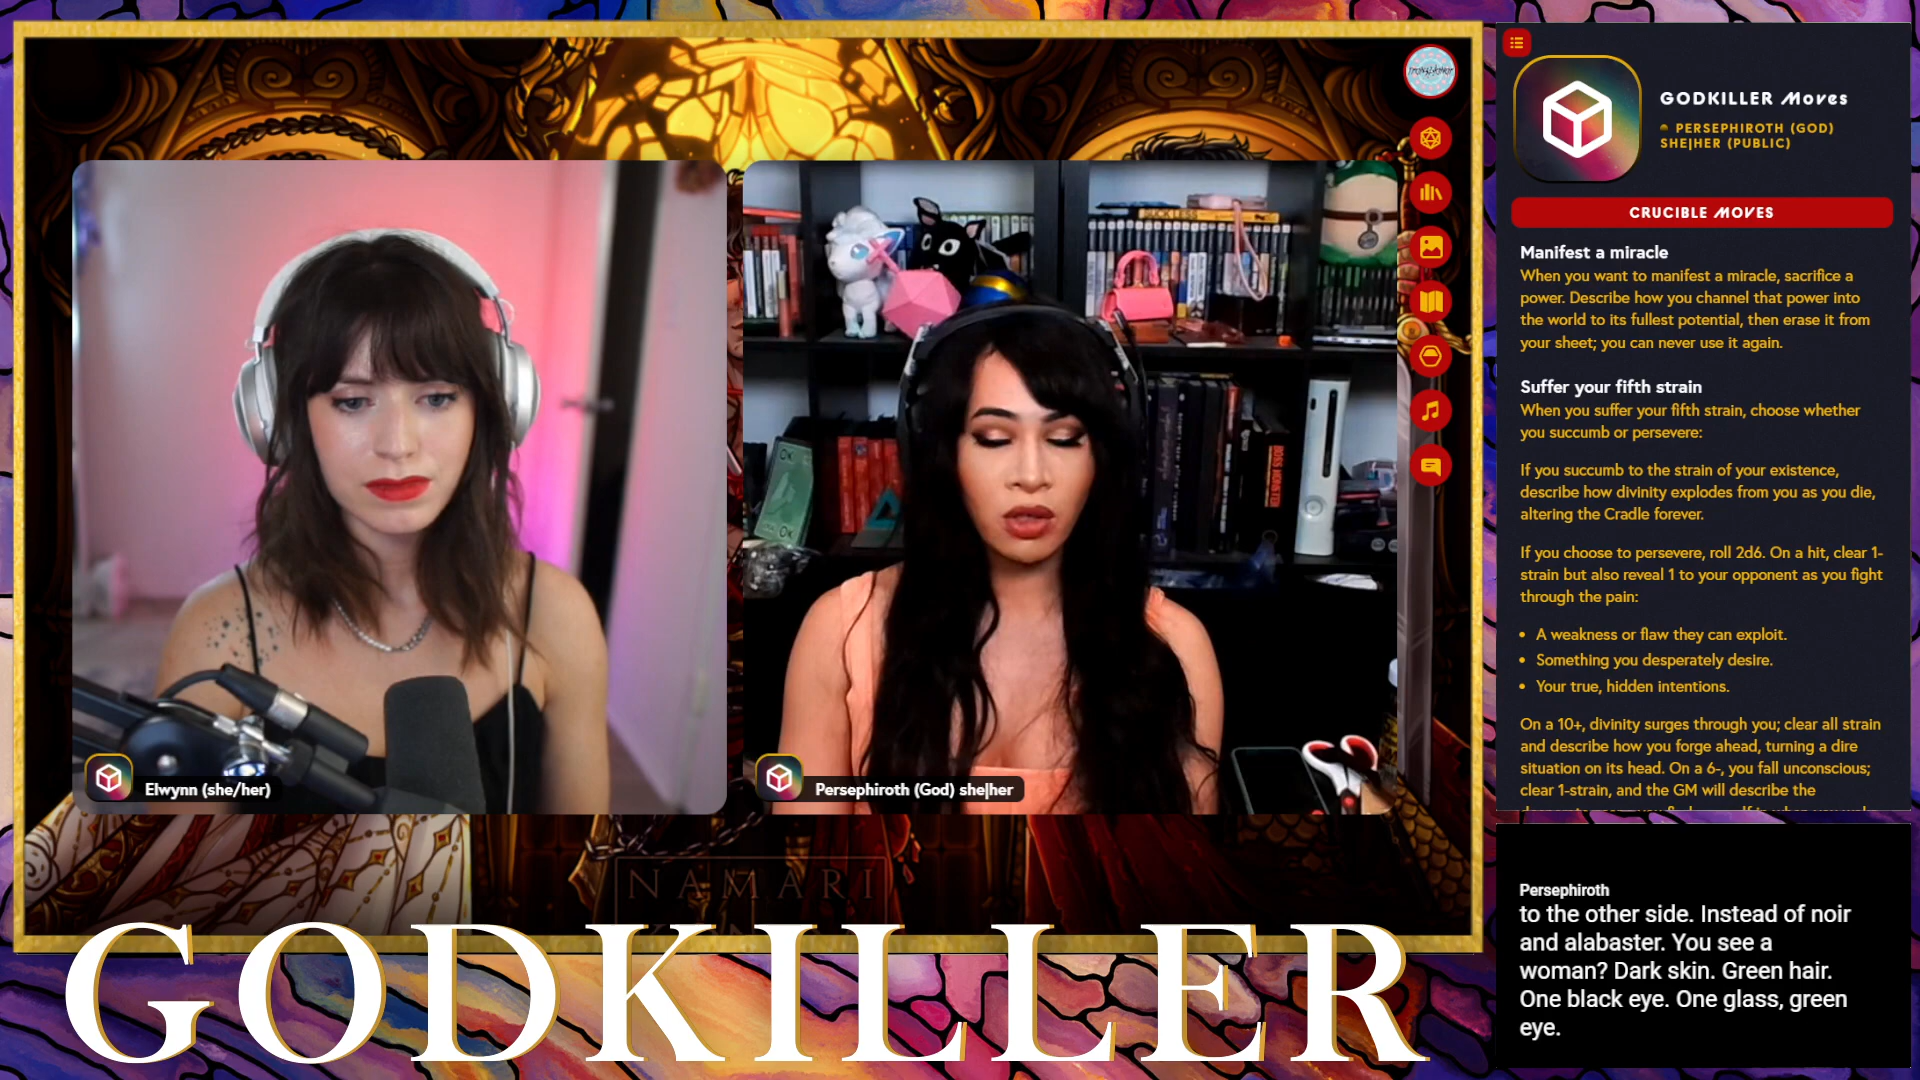 GODKILLER Moves
PERSEPHIROTH (GOD)
SHE|HER (PUBLIC)
CRUCIBLE MOVES
Manifest a miracle
When you want to manifest a miracle, sacrifice a
power. Describe how you channel that power into
the world to its fullest potential, then erase it from
your sheet; you can never use it again.
Suffer your fifth strain
When you suffer your fifth strain, choose whether
you succumb or persevere:
If you succumb to the strain of your existence,
describe how divinity explodes from you as you die,
altering the Cradle forever.
If you choose to persevere, roll 2d6. On a hit, clear 1-
strain but also reveal 1 to your opponent as you fight
through the pain:
• A weakness or flaw they can exploit.
• Something you desperately desire.
• Your true, hidden intentions.
On a 10+, divinity surges through you; clear all strain
and describe how you forge ahead, turning a dire
situation on its head. On a 6-, you fall unconscious;
clear 1-strain, and the GM will describe the
SUCK LESS
OK
BOSS MONSTER
Elwynn (she/her)
Persephiroth (God) she|her
NAMARI
GODKILLER
Persephiroth
to the other side. Instead of noir
and alabaster. You see a
woman? Dark skin. Green hair.
One black eye. One glass, green
eye.